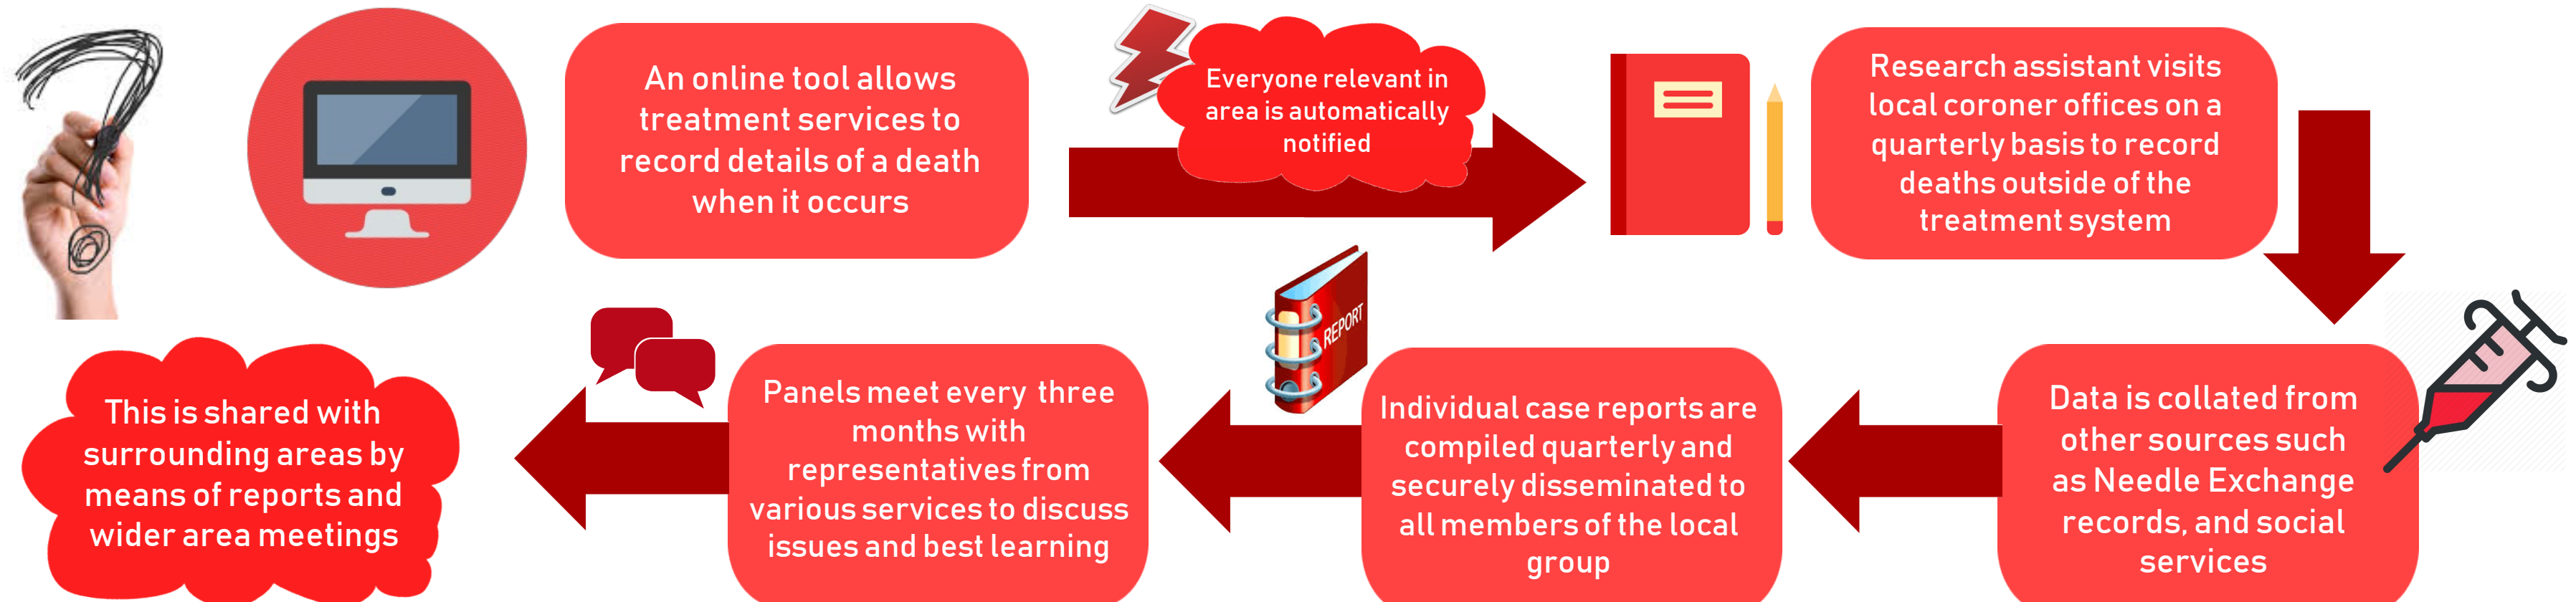 An online tool allows
treatment services to
record details of a death
when it occurs
Everyone relevant in
area is automatically
notified
Research assistant visits
local coroner offices on a
quarterly basis to record
deaths outside of the
treatment system
Data is collated from
other sources such
as Needle Exchange
records, and social
services
REPORT
Individual case reports are
compiled quarterly and
securely disseminated to
all members of the local
group
Panels meet every three
months with
representatives from
various services to discuss
issues and best learning
This is shared with
surrounding areas by
means of reports and
wider area meetings